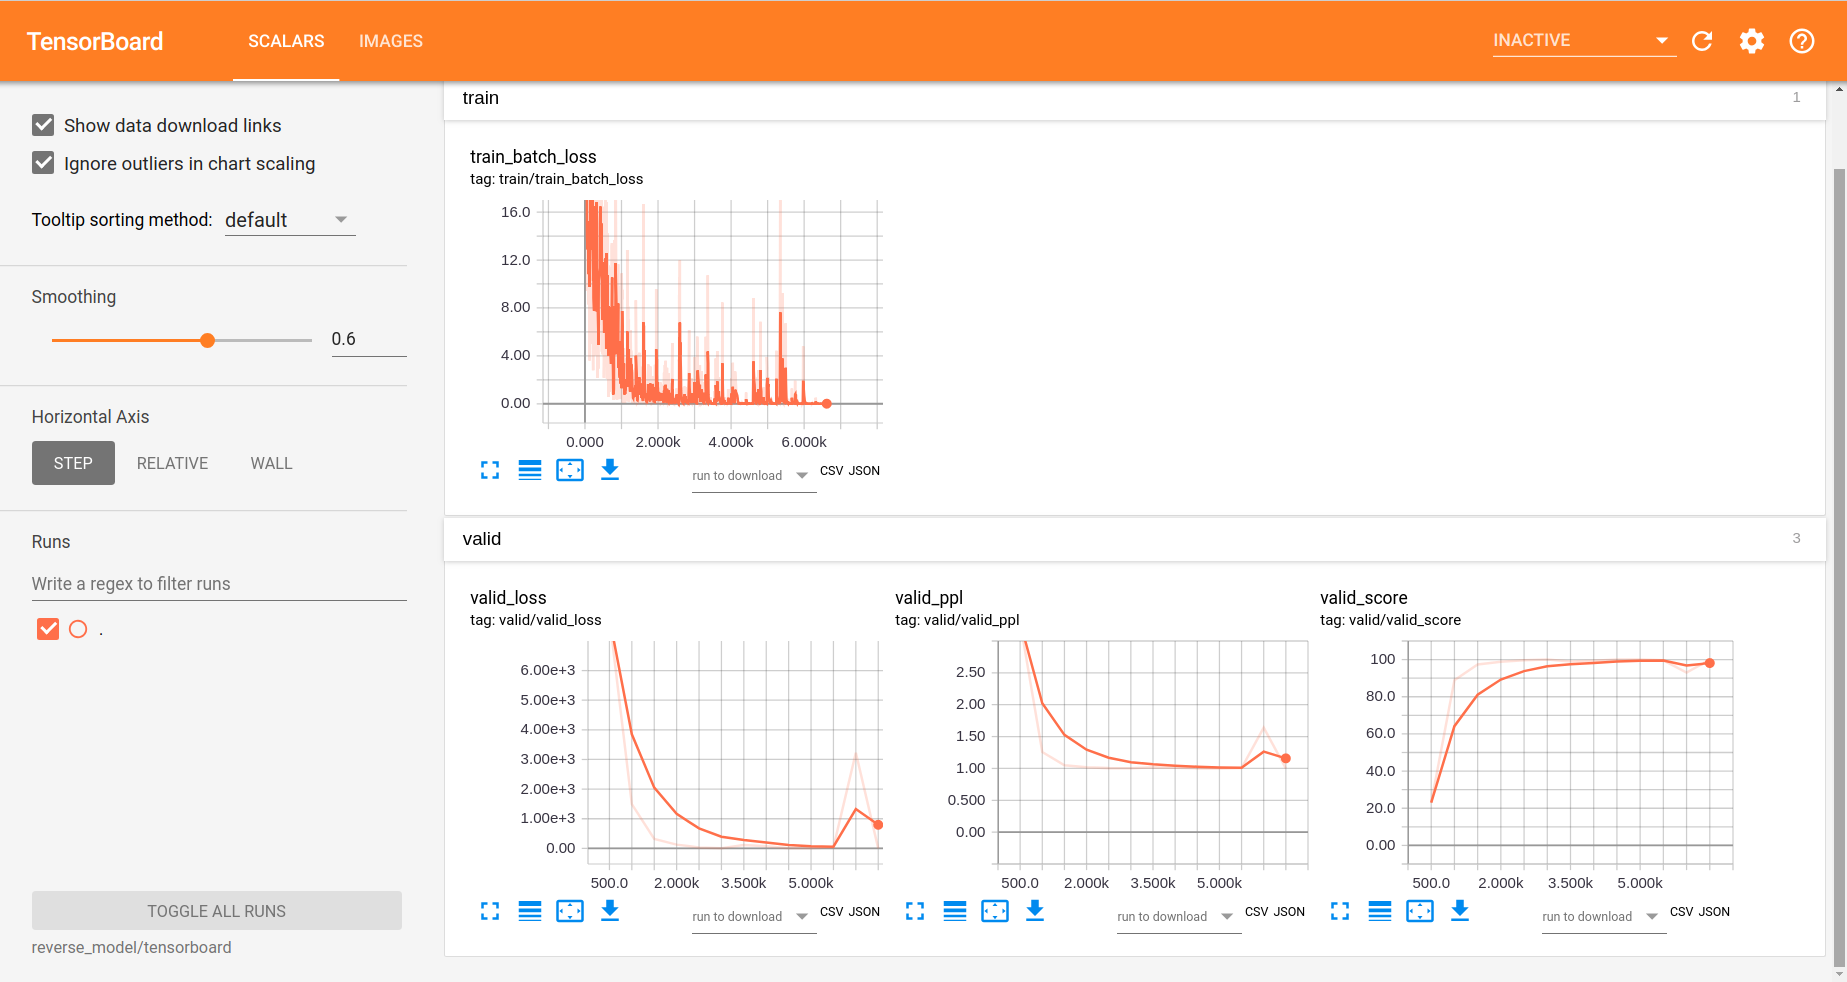 TensorBoard
SCALARS
IMAGES
INACTIVE
Show data download links
Ignore outliers in chart scaling
Tooltip sorting method: default
Smoothing
0.6
Horizontal Axis
STEP
RELATIVE
WALL
Runs
Write a regex to filter runs
.
TOGGLE ALL RUNS
reverse_model/tensorboard
train
1
train_batch_loss
tag: train/train_batch_loss
16.0
12.0
8.00
4.00
0.00
0.000 2.000k 4.000k 6.000k
run to download
CSV JSON
valid
3
valid_loss
tag: valid/valid_loss
6.00e+3
5.00e+3
4.00e+3
3.00e+3
2.00e+3
1.00e+3
0.00
500.0 2.000k 3.500k 5.000k
run to download
CSV JSON
valid_ppl
tag: valid/valid_ppl
2.50
2.00
1.50
1.00
0.500
0.00
500.0 2.000k 3.500k 5.000k
run to download
CSV JSON
valid_score
tag: valid/valid_score
100
80.0
60.0
40.0
20.0
0.00
500.0 2.000k 3.500k 5.000k
run to download
CSV JSON